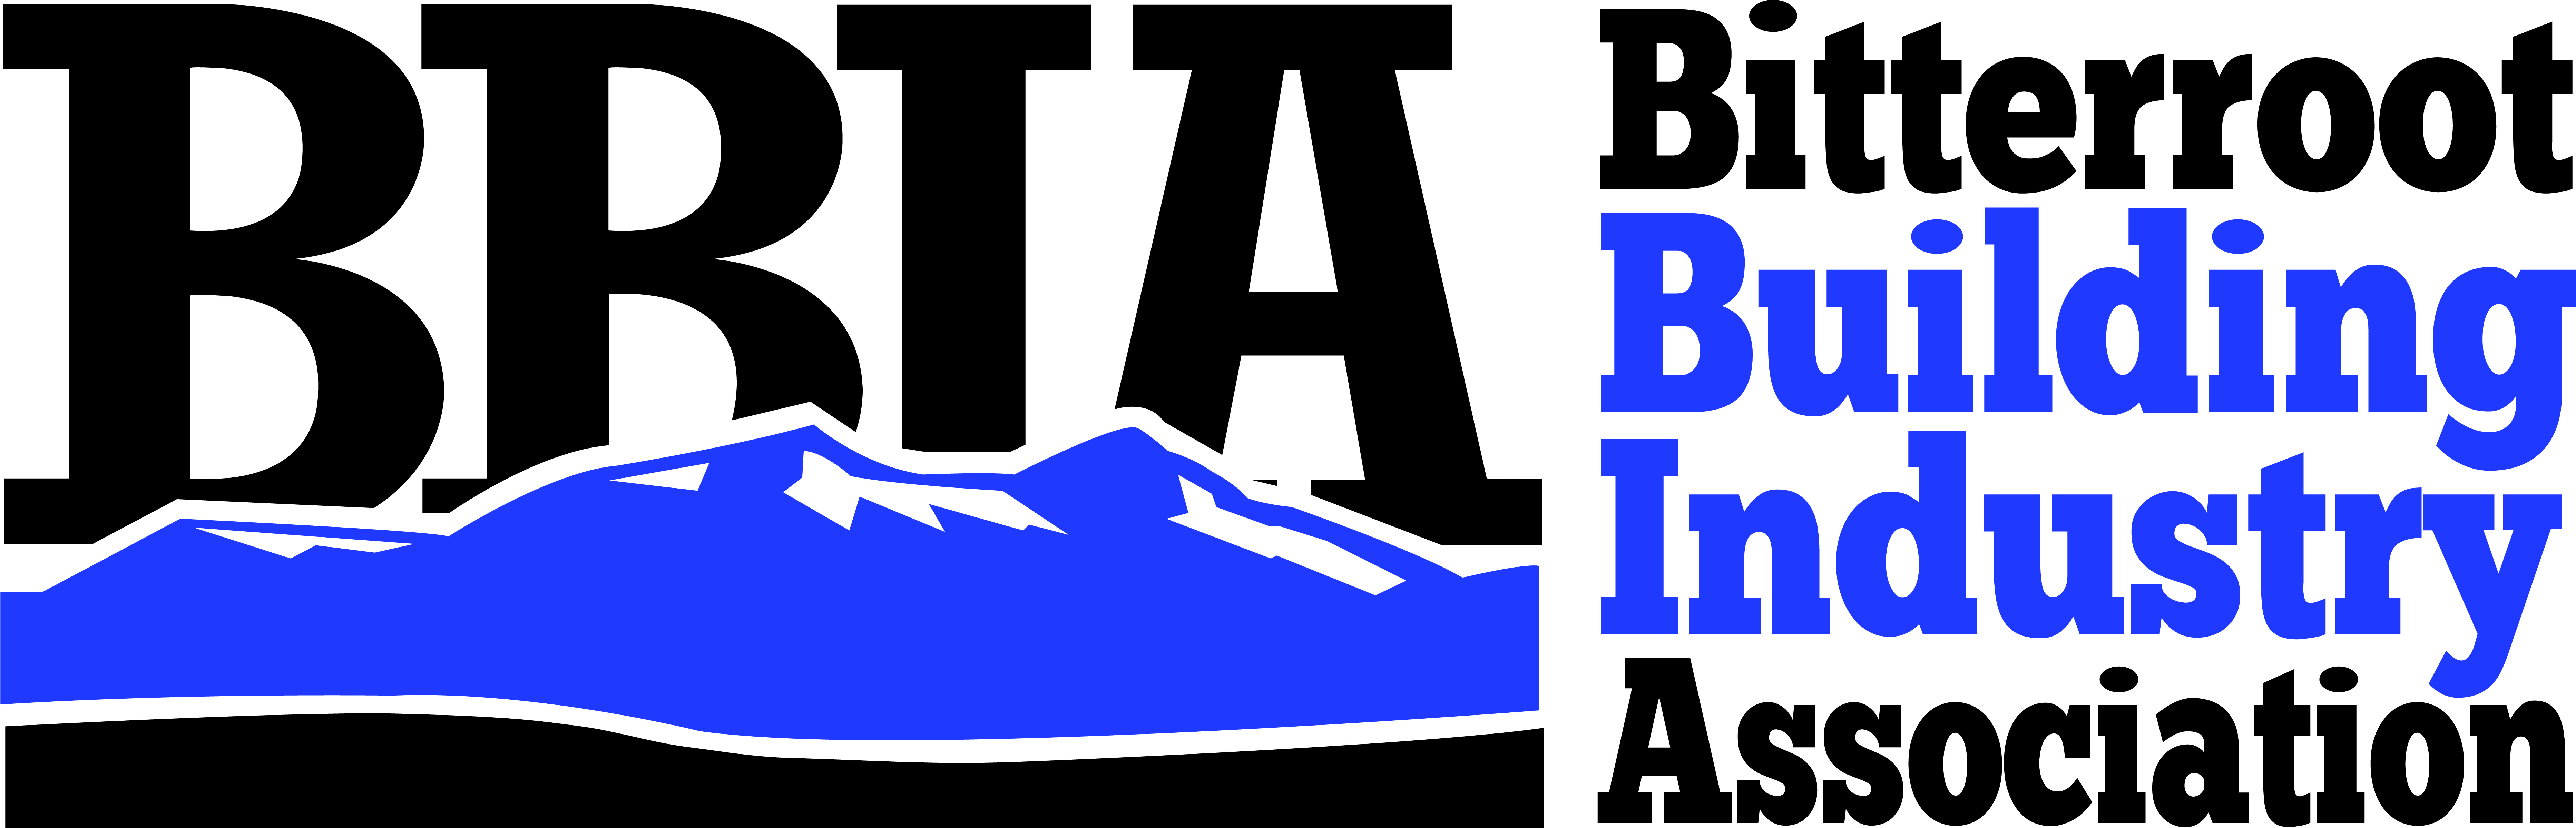 BBIA
Bitterroot
Building
Industry
Association